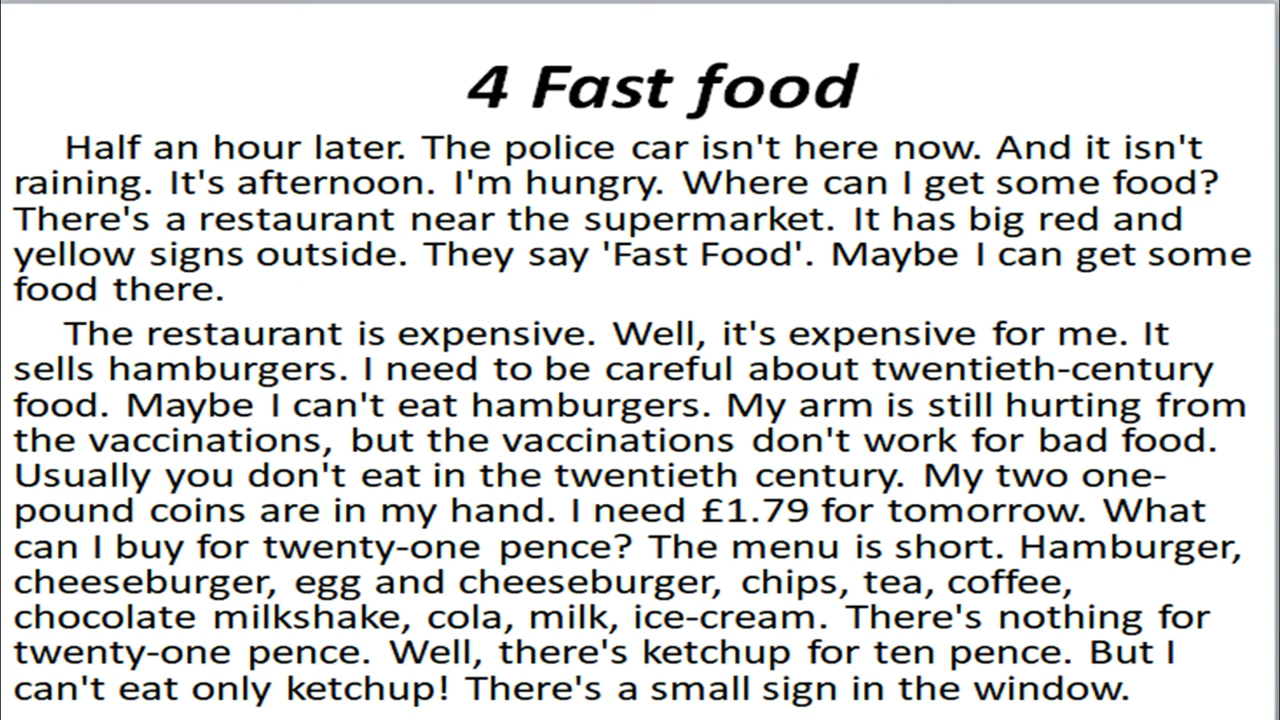 4 Fast food
Half an hour later. The police car isn't here now. And it isn't
raining. It's afternoon. I'm hungry. Where can I get some food?
There's a restaurant near the supermarket. It has big red and
yellow signs outside. They say 'Fast Food'. Maybe I can get some
food there.
The restaurant is expensive. Well, it's expensive for me. It
sells hamburgers. I need to be careful about twentieth-century
food. Maybe I can't eat hamburgers. My arm is still hurting from
the vaccinations, but the vaccinations don't work for bad food.
Usually you don't eat in the twentieth century. My two one-
pound coins are in my hand. I need £1.79 for tomorrow. What
can I buy for twenty-one pence? The menu is short. Hamburger,
cheeseburger, egg and cheeseburger, chips, tea, coffee,
chocolate milkshake, cola, milk, ice-cream. There's nothing for
twenty-one pence. Well, there's ketchup for ten pence. But I
can't eat only ketchup! There's a small sign in the window.